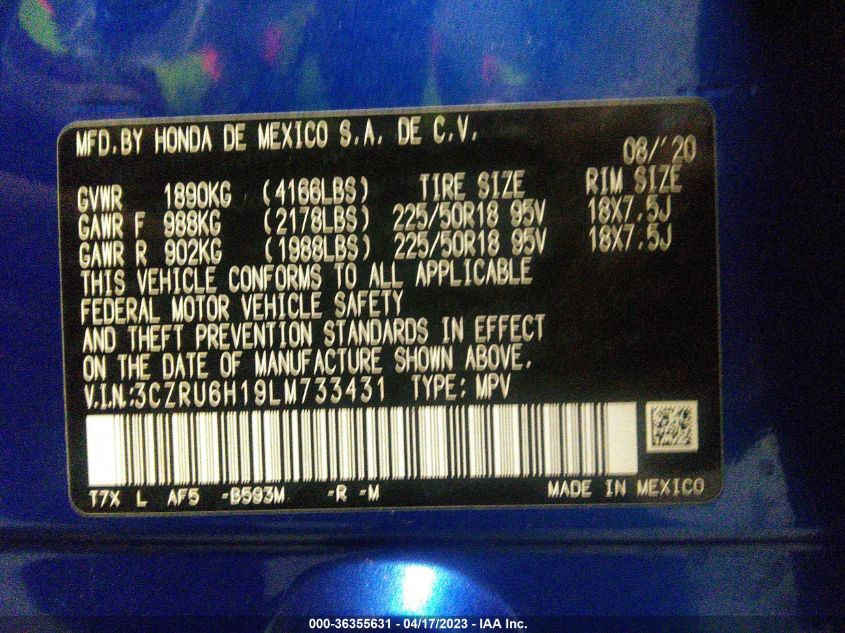 MFD.BY HONDA DE MEXICO S.A. DE C.V.
08/'20
GVWR 1890KG (4166LBS) TIRE SIZE RIM SIZE
GAWR F 988KG (2178LBS) 225/50R18 95V 18X7.5J
GAWR R 902KG (1988LBS) 225/50R18 95V 18X7.5J
THIS VEHICLE CONFORMS TO ALL APPLICABLE
FEDERAL MOTOR VEHICLE SAFETY
AND THEFT PREVENTION STANDARDS IN EFFECT
ON THE DATE OF MANUFACTURE SHOWN ABOVE.
V.I.N:3CZRU6H19LM733431 TYPE: MPV
T7X L AF5 -B593M -R -M MADE IN MEXICO
000-36355631 - 04/17/2023 - IAA Inc.